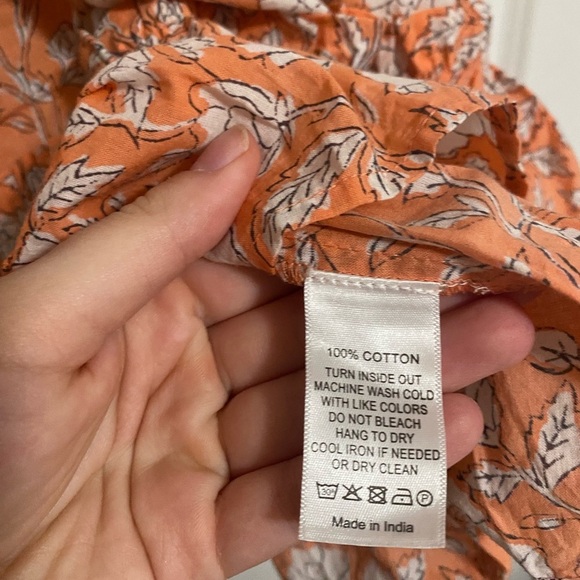 100% COTTON
TURN INSIDE OUT
MACHINE WASH COLD
WITH LIKE COLORS
DO NOT BLEACH
HANG TO DRY
COOL IRON IF NEEDED
OR DRY CLEAN
30° P
Made in India